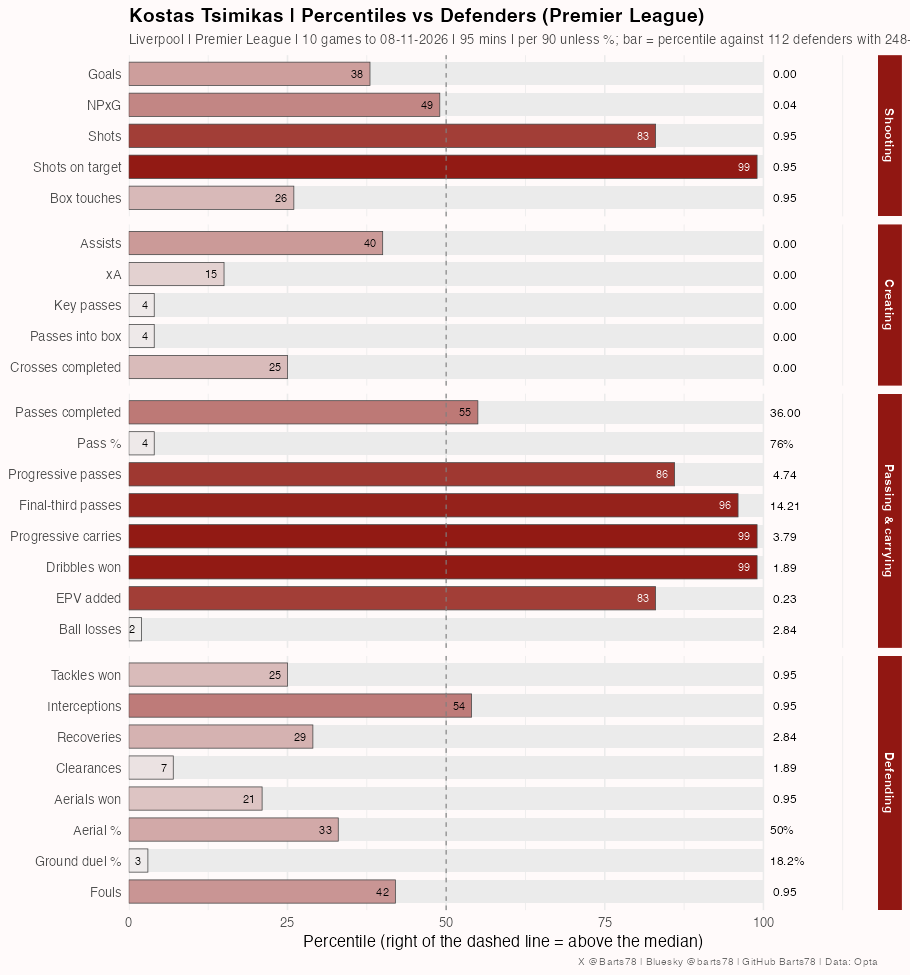 Kostas Tsimikas | Percentiles vs Defenders (Premier League)
Liverpool | Premier League | 10 games to 08-11-2026 | 95 mins | per 90 unless %; bar = percentile against 112 defenders with 248-
Goals 38 0.00
NPxG 49 0.04
Shots 83 0.95
Shots on target 99 0.95
Box touches 26 0.95
Shooting
Assists 40 0.00
xA 15 0.00
Key passes 4 0.00
Passes into box 4 0.00
Crosses completed 25 0.00
Creating
Passes completed 55 36.00
Pass % 4 76%
Progressive passes 86 4.74
Final-third passes 96 14.21
Progressive carries 99 3.79
Dribbles won 99 1.89
EPV added 83 0.23
Ball losses 2 2.84
Passing & carrying
Tackles won 25 0.95
Interceptions 54 0.95
Recoveries 29 2.84
Clearances 7 1.89
Aerials won 21 0.95
Aerial % 33 50%
Ground duel % 3 18.2%
Fouls 42 0.95
Defending
0 25 50 75 100
Percentile (right of the dashed line = above the median)
X @Barts78 | Bluesky @barts78 | GitHub Barts78 | Data: Opta